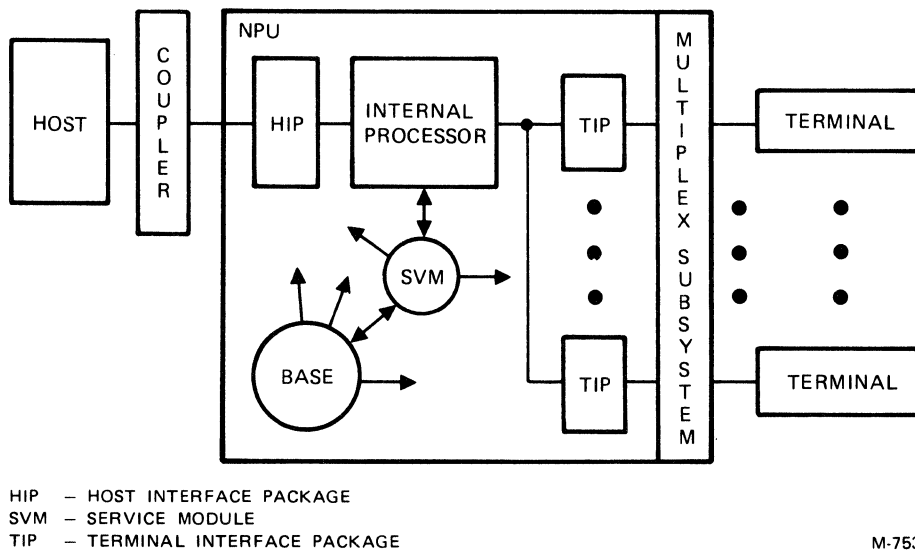 NPU
HOST
COUPLER
HIP
INTERNAL
PROCESSOR
TIP
MULTIPLEX SUBSYSTEM
TERMINAL
SVM
BASE
TIP
TERMINAL
HIP – HOST INTERFACE PACKAGE
SVM – SERVICE MODULE
TIP – TERMINAL INTERFACE PACKAGE
M-753